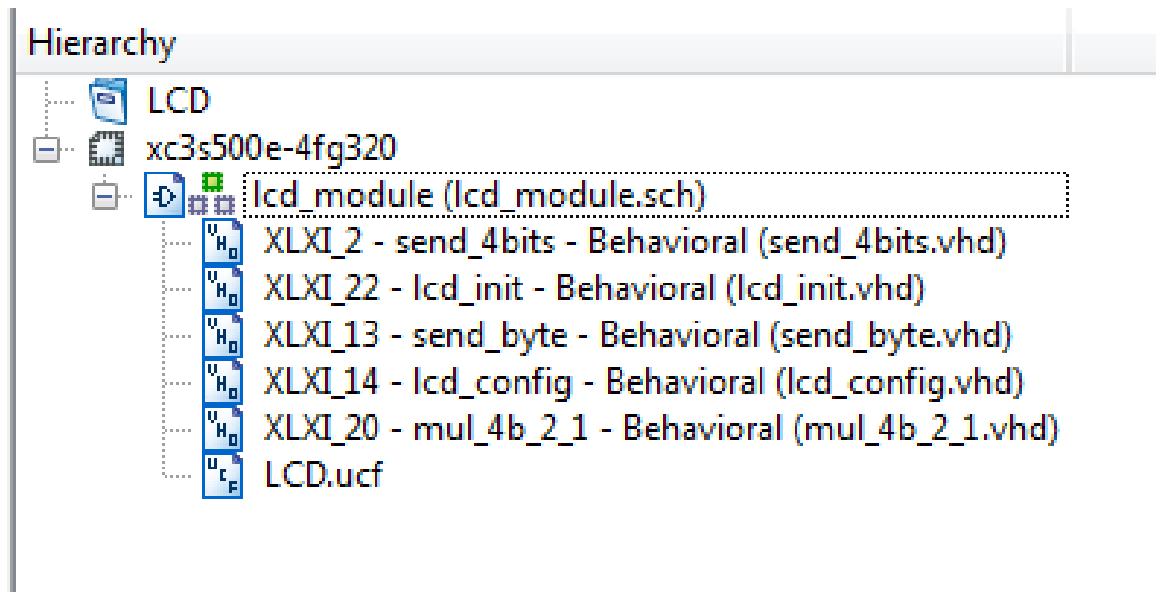 Hierarchy
LCD
xc3s500e-4fg320
lcd_module (lcd_module.sch)
XLXI_2 - send_4bits - Behavioral (send_4bits.vhd)
XLXI_22 - lcd_init - Behavioral (lcd_init.vhd)
XLXI_13 - send_byte - Behavioral (send_byte.vhd)
XLXI_14 - lcd_config - Behavioral (lcd_config.vhd)
XLXI_20 - mul_4b_2_1 - Behavioral (mul_4b_2_1.vhd)
LCD.ucf